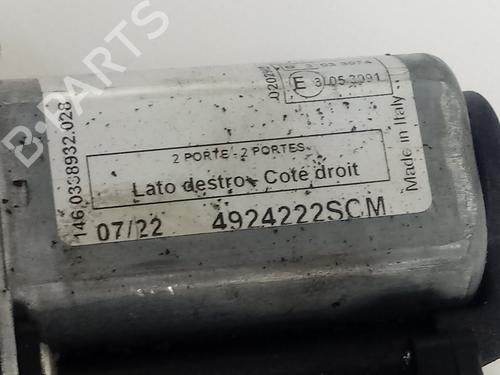 E 3 05.3091
146.0338932.028
2 PORTE - 2 PORTES
Lato destro - Coté droit
Made in Italy
07/22 4924222SCM
B-PARTS